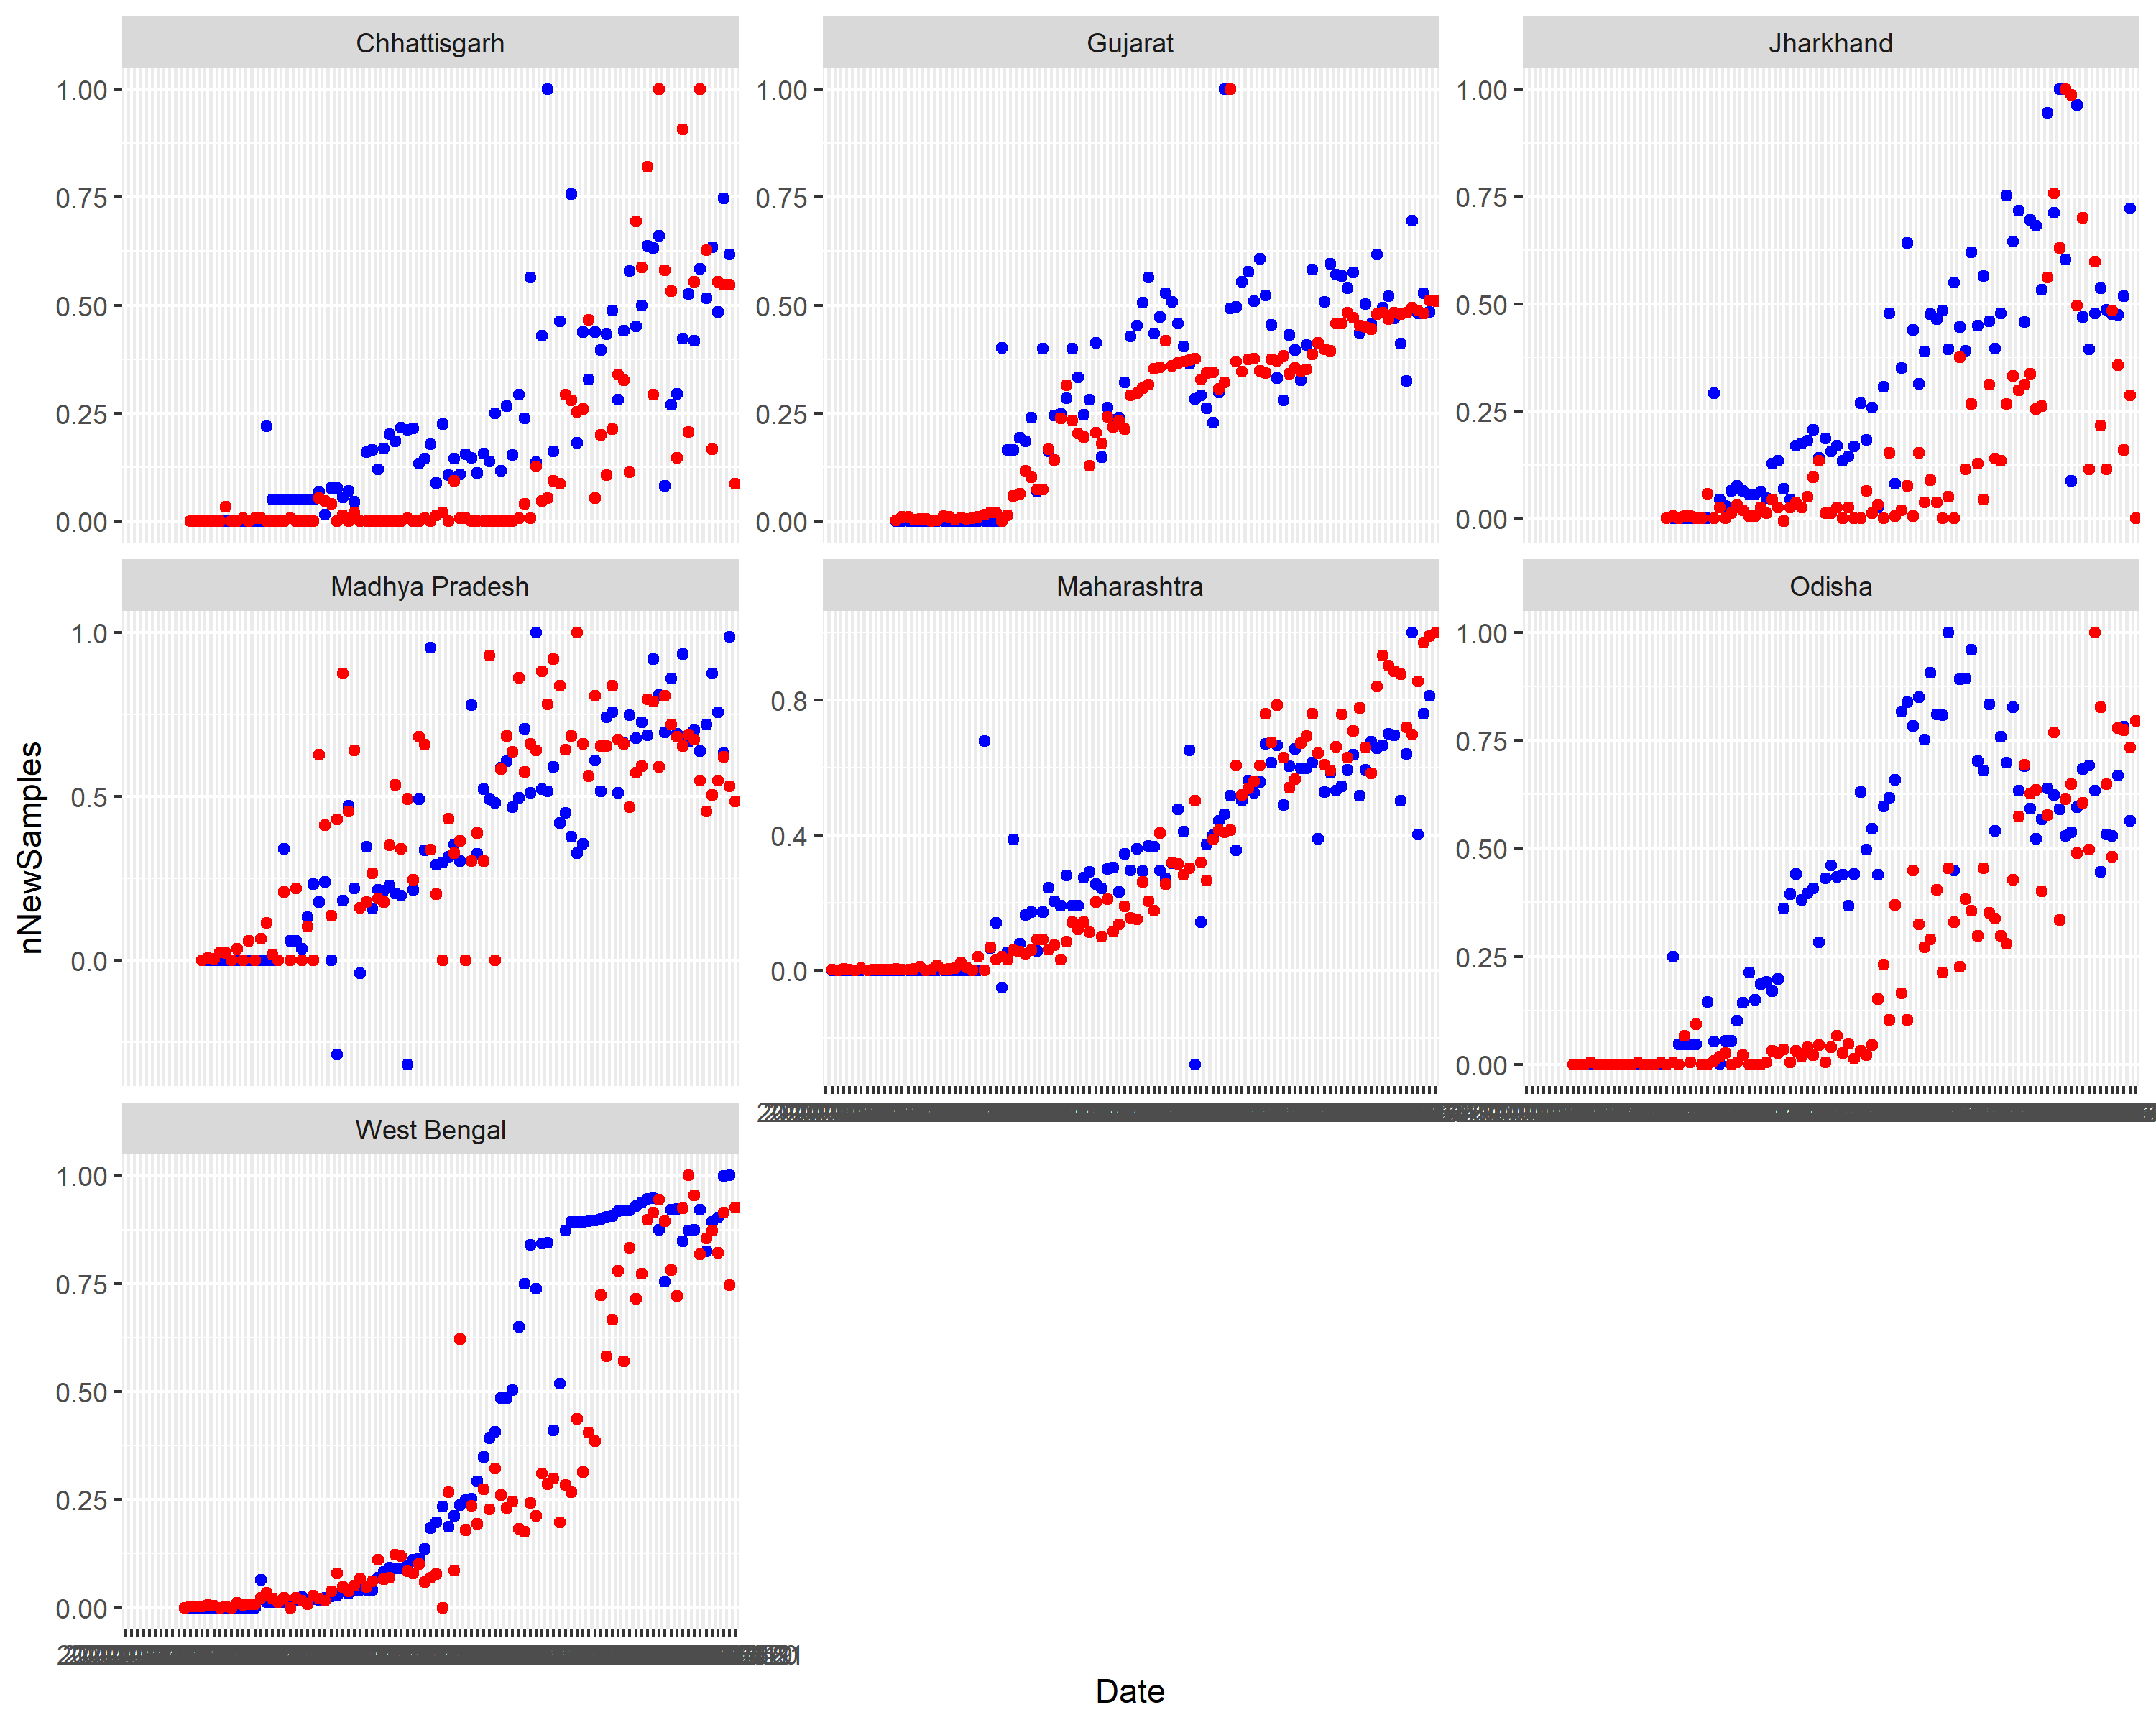 Chhattisgarh Gujarat Jharkhand
1.00 1.00 1.00
0.75 0.75 0.75
0.50 0.50 0.50
0.25 0.25 0.25
0.00 0.00 0.00
Madhya Pradesh Maharashtra Odisha
1.0 1.00
0.8 0.75
0.5 0.4 0.50
0.25
0.0 0.0 0.00
nNewSamples
West Bengal
1.00
0.75
0.50
0.25
0.00
Date